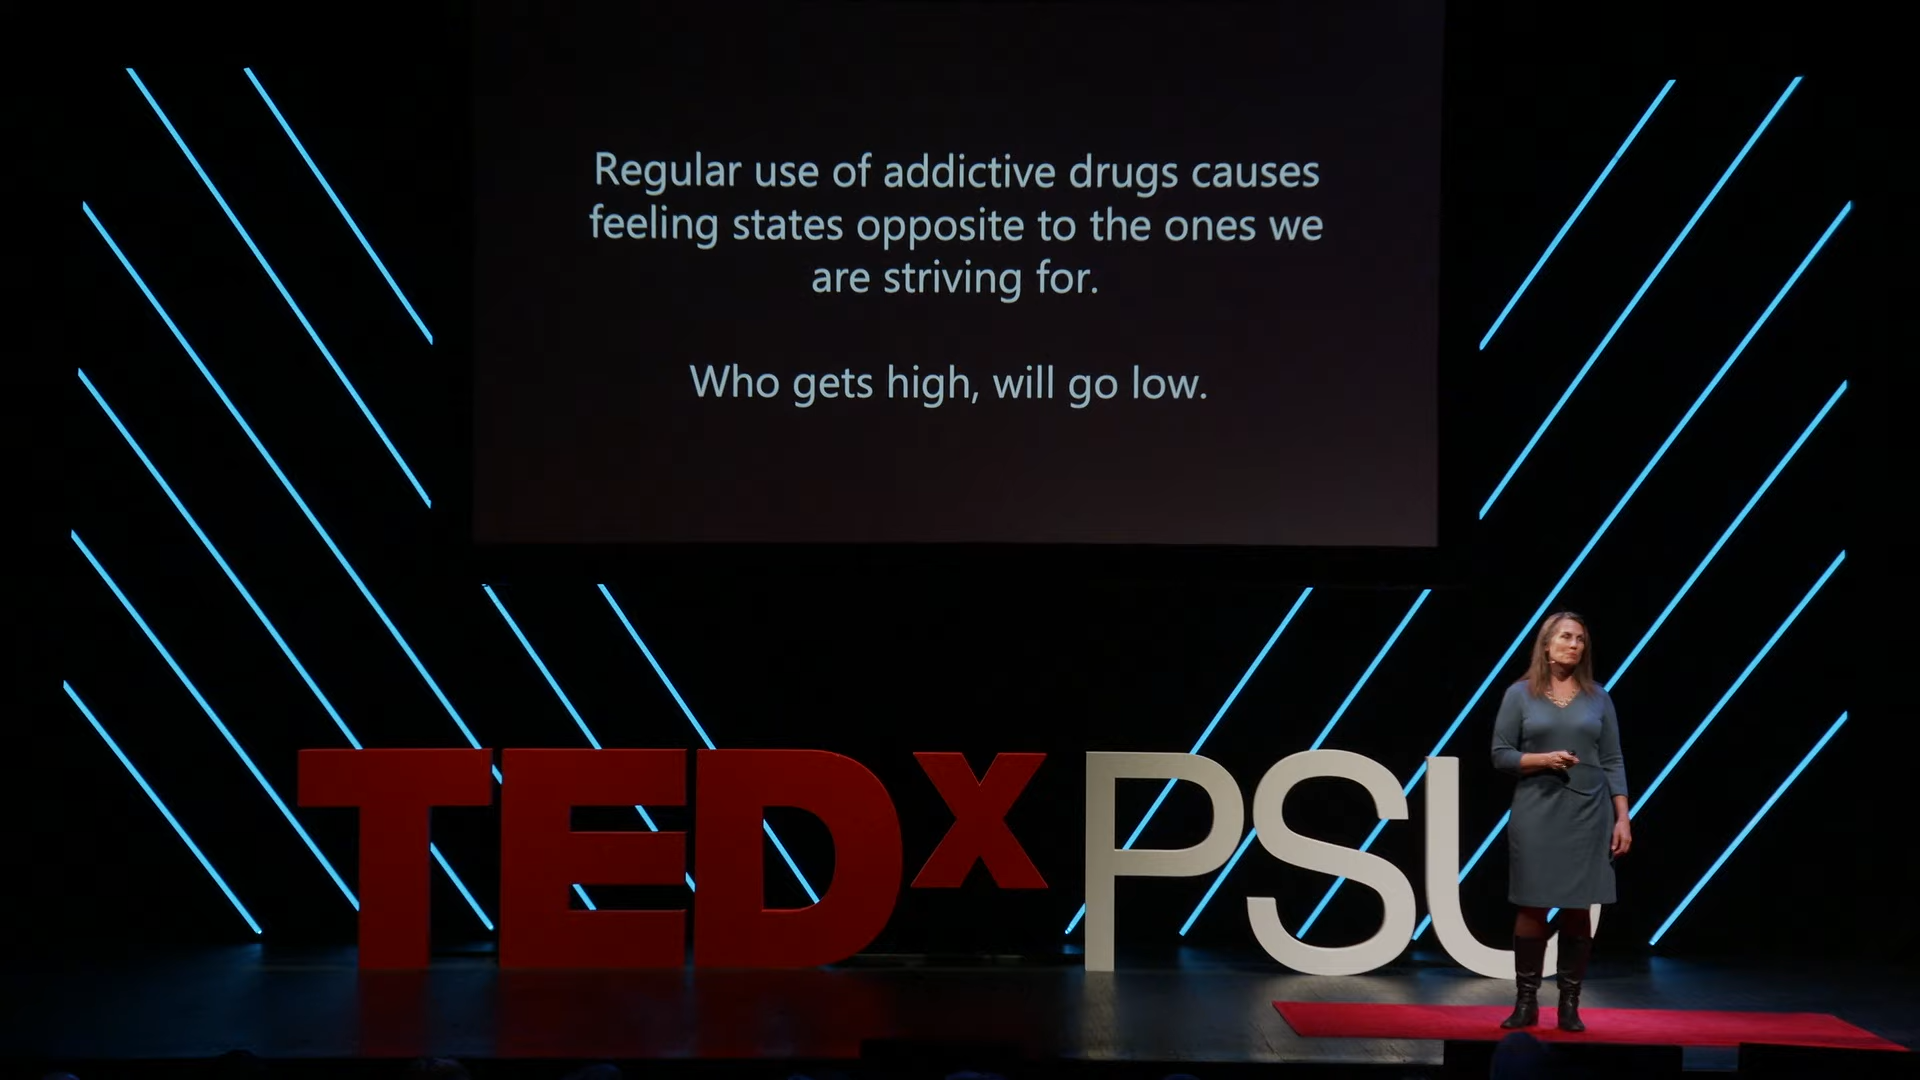 Regular use of addictive drugs causes
feeling states opposite to the ones we
are striving for.
Who gets high, will go low.
TEDxPSU